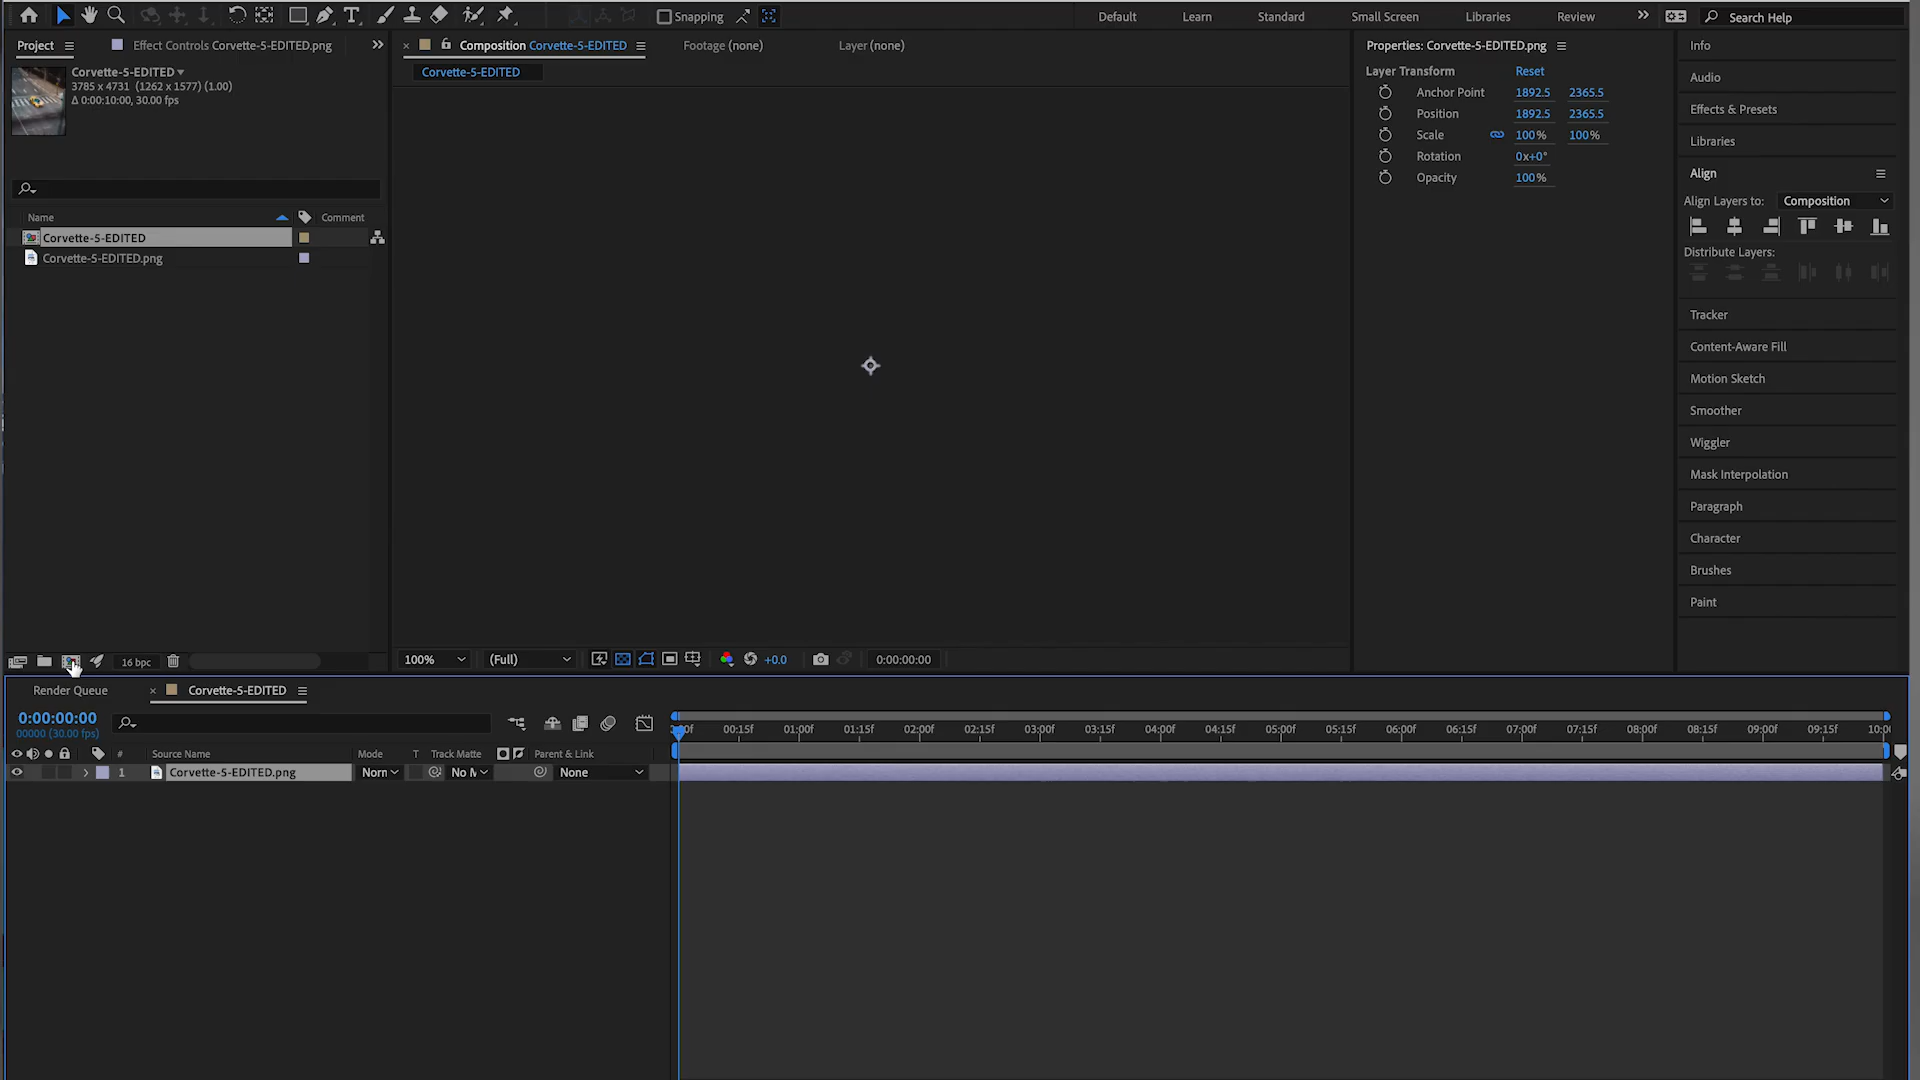 Snapping
Default
Learn
Standard
Small Screen
Libraries
Review
Search Help
Project
Effect Controls Corvette-5-EDITED.png
Composition Corvette-5-EDITED
Footage (none)
Layer (none)
Properties: Corvette-5-EDITED.png
Info
Corvette-5-EDITED
3785 x 4731 (1262 x 1577) (1.00)
Δ 0:00:10:00, 30.00 fps
Corvette-5-EDITED
Layer Transform Reset
Anchor Point 1892.5 2365.5
Position 1892.5 2365.5
Scale 100% 100%
Rotation 0x+0°
Opacity 100%
Audio
Effects & Presets
Libraries
Align
Align Layers to: Composition
Distribute Layers:
Tracker
Content-Aware Fill
Motion Sketch
Smoother
Wiggler
Mask Interpolation
Paragraph
Character
Brushes
Paint
Name Comment
Corvette-5-EDITED
Corvette-5-EDITED.png
16 bpc
100% (Full) +0.0 0:00:00:00
Render Queue
Corvette-5-EDITED
0:00:00:00
00000 (30.00 fps)
:00f 00:15f 01:00f 01:15f 02:00f 02:15f 03:00f 03:15f 04:00f 04:15f 05:00f 05:15f 06:00f 06:15f 07:00f 07:15f 08:00f 08:15f 09:00f 09:15f 10:00
# Source Name Mode T Track Matte Parent & Link
1 Corvette-5-EDITED.png Norn No M None